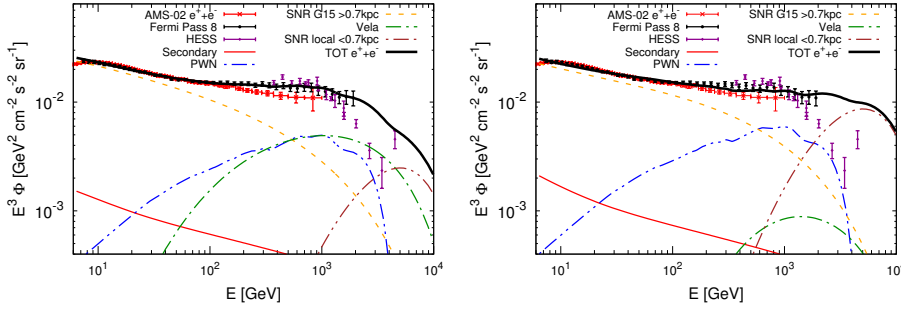 AMS-02 e⁺+e⁻
Fermi Pass 8
HESS
Secondary
PWN
SNR G15 >0.7kpc
Vela
SNR local <0.7kpc
TOT e⁺+e⁻
E³ Φ [GeV² cm⁻² s⁻² sr⁻¹]
10⁻²
10⁻³
10¹ 10² 10³ 10⁴
E [GeV]
AMS-02 e⁺+e⁻
Fermi Pass 8
HESS
Secondary
PWN
SNR G15 >0.7kpc
Vela
SNR local <0.7kpc
TOT e⁺+e⁻
E³ Φ [GeV² cm⁻² s⁻² sr⁻¹]
10⁻²
10⁻³
10¹ 10² 10³ 10
E [GeV]